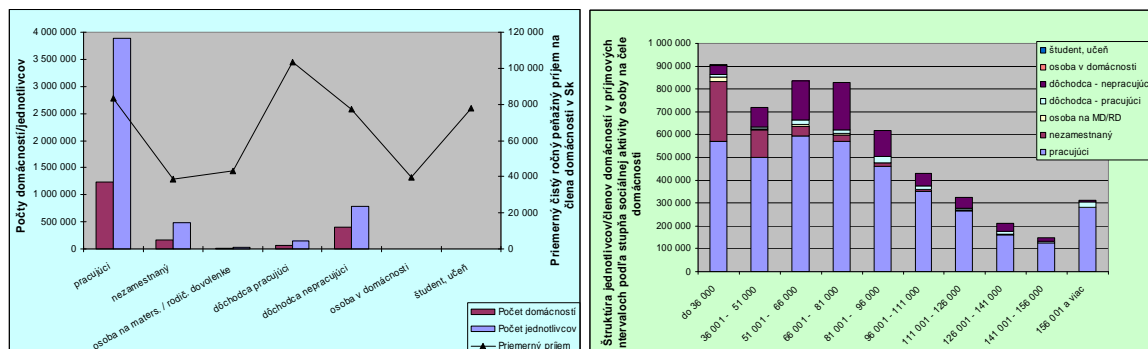 Počty domácností/jednotlivcov
4 000 000
3 500 000
3 000 000
2 500 000
2 000 000
1 500 000
1 000 000
500 000
0
120 000
100 000
80 000
60 000
40 000
20 000
0
Priemerný čistý ročný peňažný príjem na
člena domácnosti v Sk
pracujúci
nezamestnaný
osoba na maters. / rodič. dovolenke
dôchodca pracujúci
dôchodca nepracujúci
osoba v domácnosti
študent, učeň
Počet domácností
Počet jednotlivcov
Priemerný príjem
Štruktúra jednotlivcov/členov domácností v príjmových
intervaloch podľa stupňa sociálnej aktivity osoby na čele
domácnosti
1 000 000
900 000
800 000
700 000
600 000
500 000
400 000
300 000
200 000
100 000
0
do 36 000
36 001 - 51 000
51 001 - 66 000
66 001 - 81 000
81 001 - 96 000
96 001 - 111 000
111 001 - 126 000
126 001 - 141 000
141 001 - 156 000
156 001 a viac
študent, učeň
osoba v domácnosti
dôchodca - nepracujúci
dôchodca - pracujúci
osoba na MD/RD
nezamestnaný
pracujúci